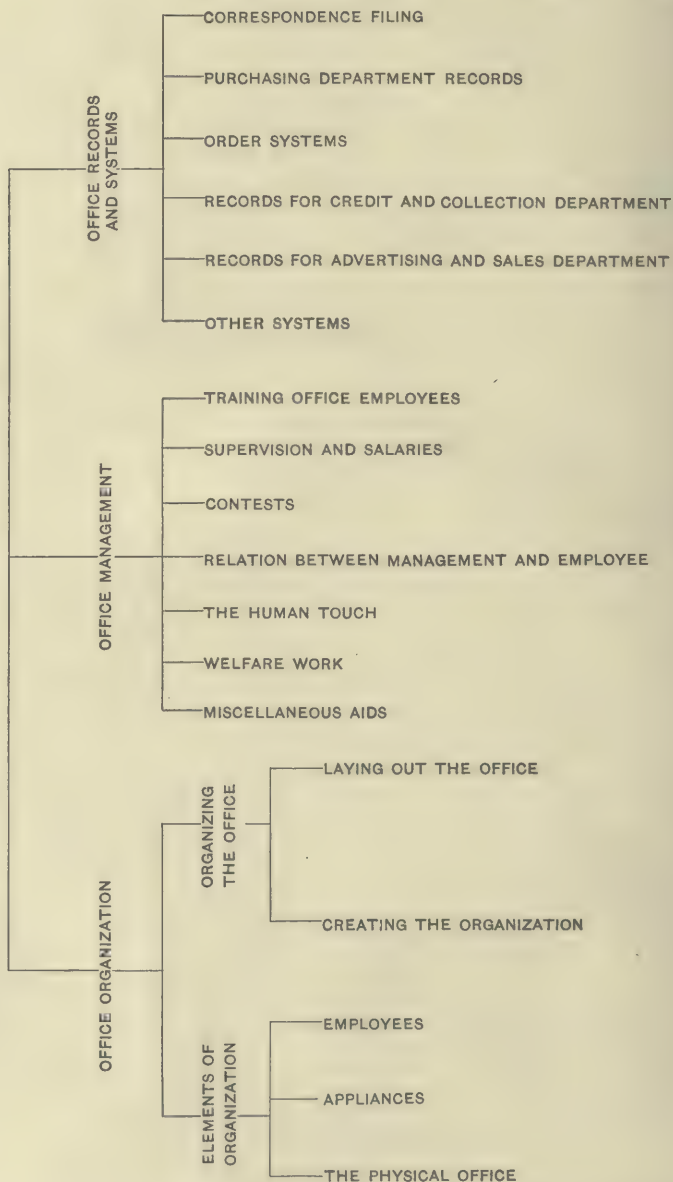 OFFICE RECORDS
AND SYSTEMS
CORRESPONDENCE FILING
PURCHASING DEPARTMENT RECORDS
ORDER SYSTEMS
RECORDS FOR CREDIT AND COLLECTION DEPARTMENT
RECORDS FOR ADVERTISING AND SALES DEPARTMENT
OTHER SYSTEMS
OFFICE MANAGEMENT
TRAINING OFFICE EMPLOYEES
SUPERVISION AND SALARIES
CONTESTS
RELATION BETWEEN MANAGEMENT AND EMPLOYEE
THE HUMAN TOUCH
WELFARE WORK
MISCELLANEOUS AIDS
OFFICE ORGANIZATION
ORGANIZING
THE OFFICE
LAYING OUT THE OFFICE
CREATING THE ORGANIZATION
ELEMENTS OF
ORGANIZATION
EMPLOYEES
APPLIANCES
THE PHYSICAL OFFICE